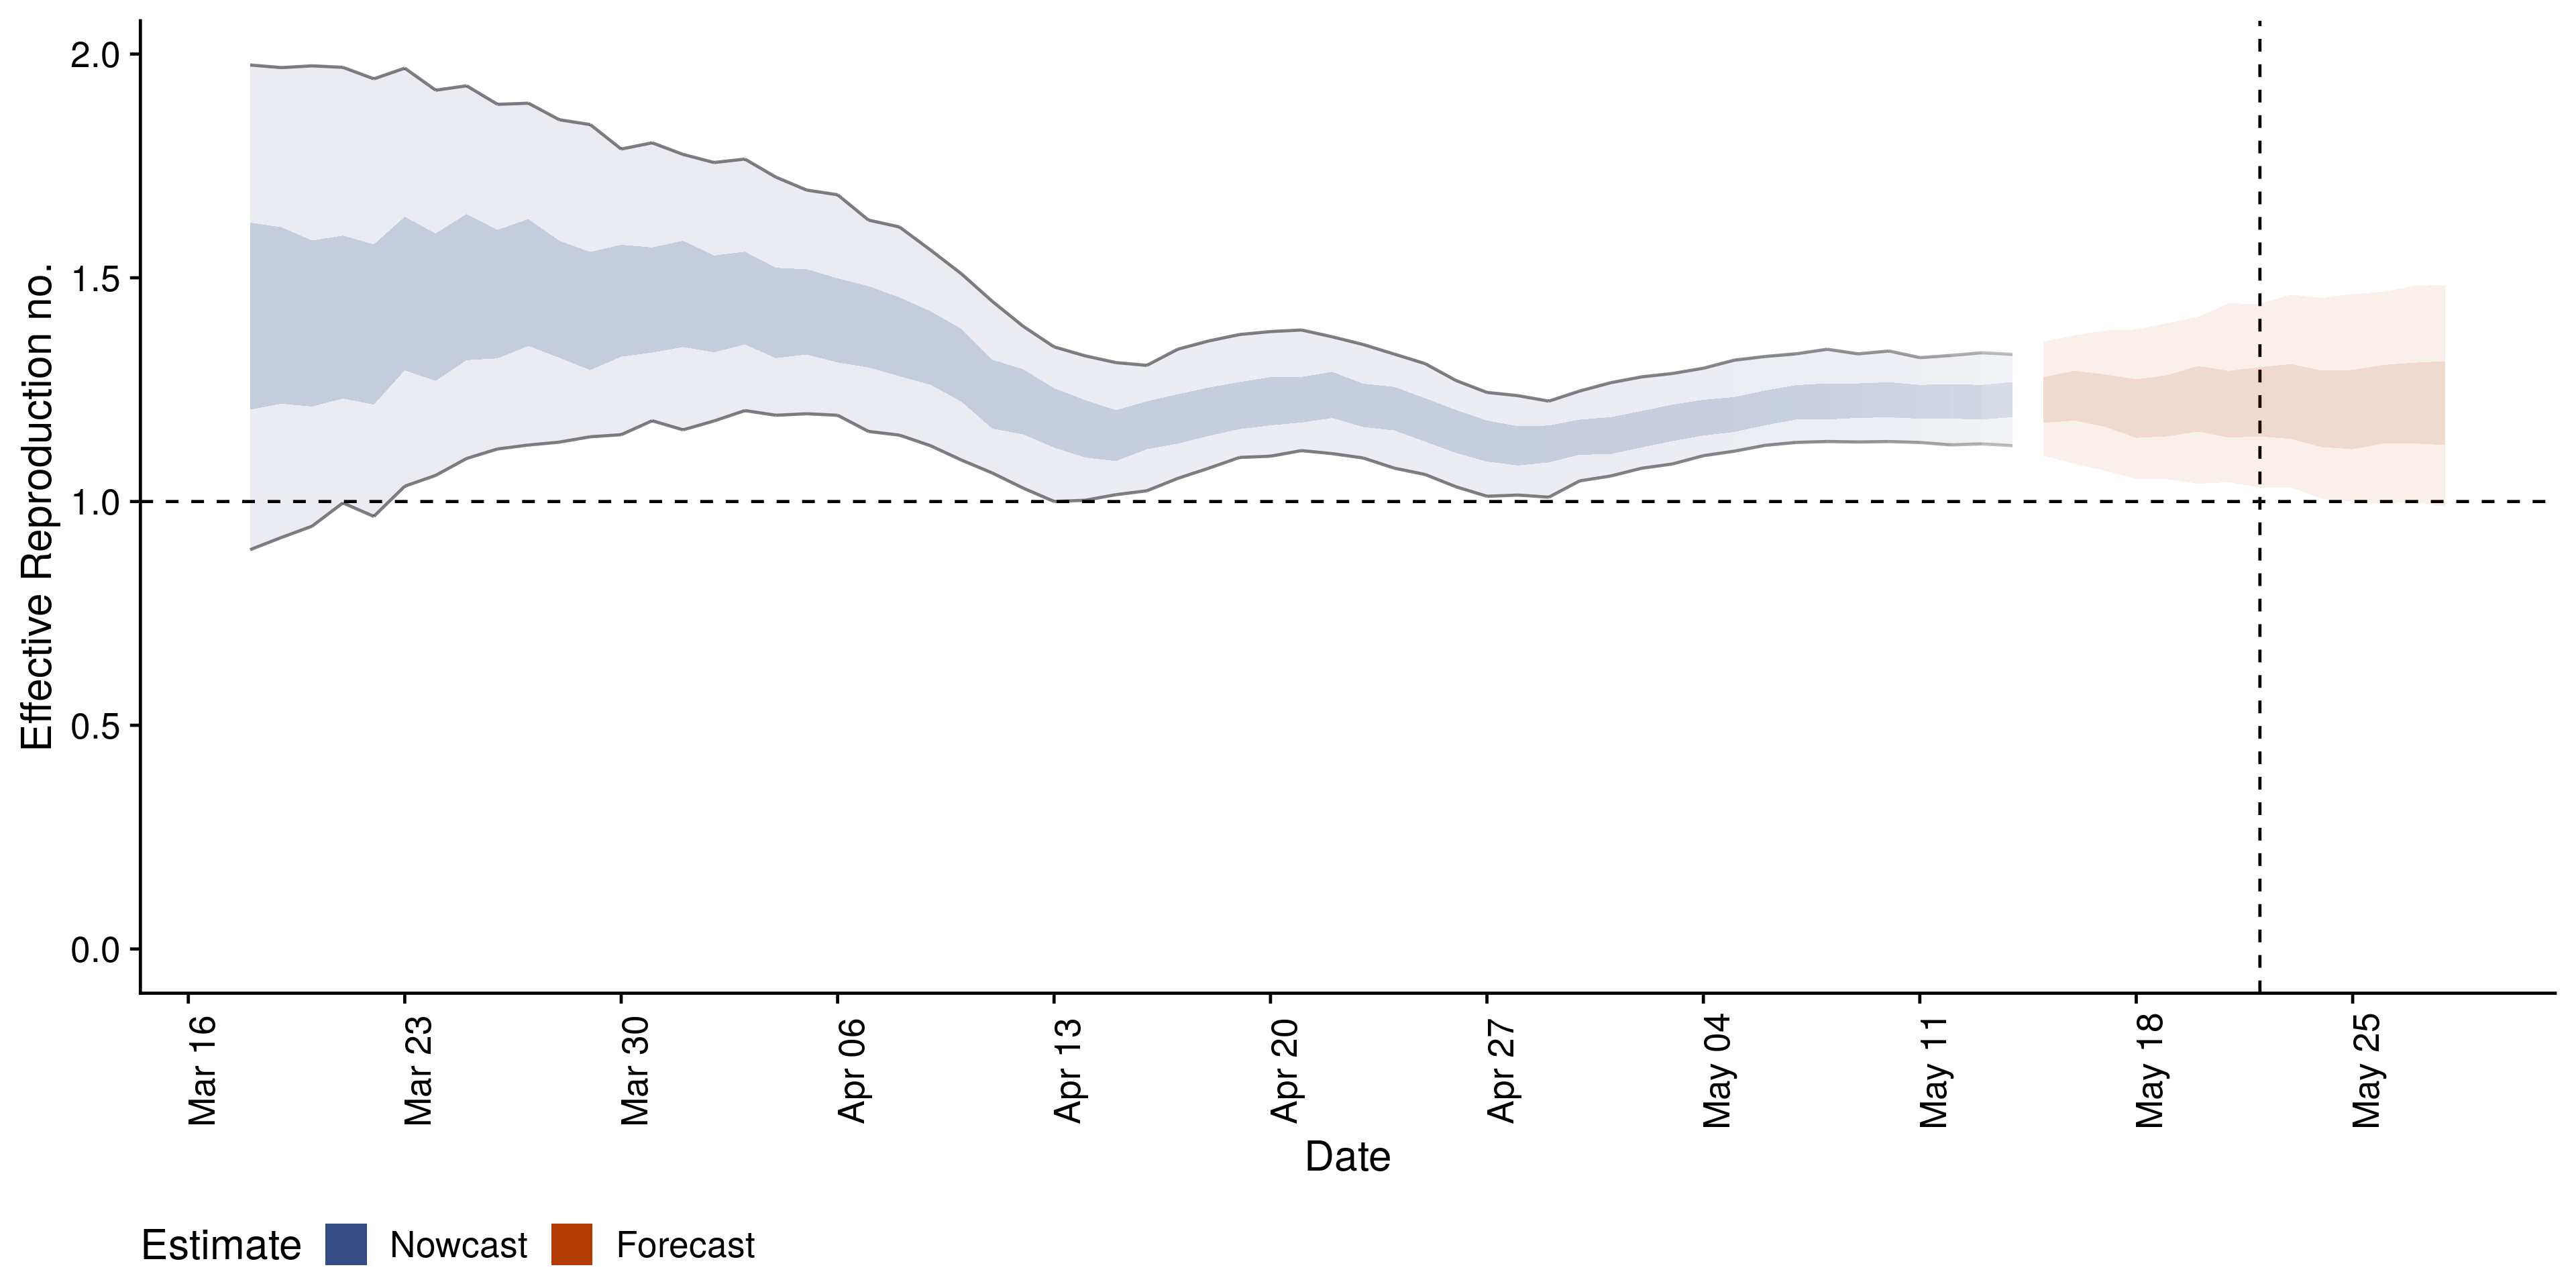 Effective Reproduction no.
2.0
1.5
1.0
0.5
0.0
Mar 16
Mar 23
Mar 30
Apr 06
Apr 13
Apr 20
Apr 27
May 04
May 11
May 18
May 25
Date
Estimate Nowcast Forecast